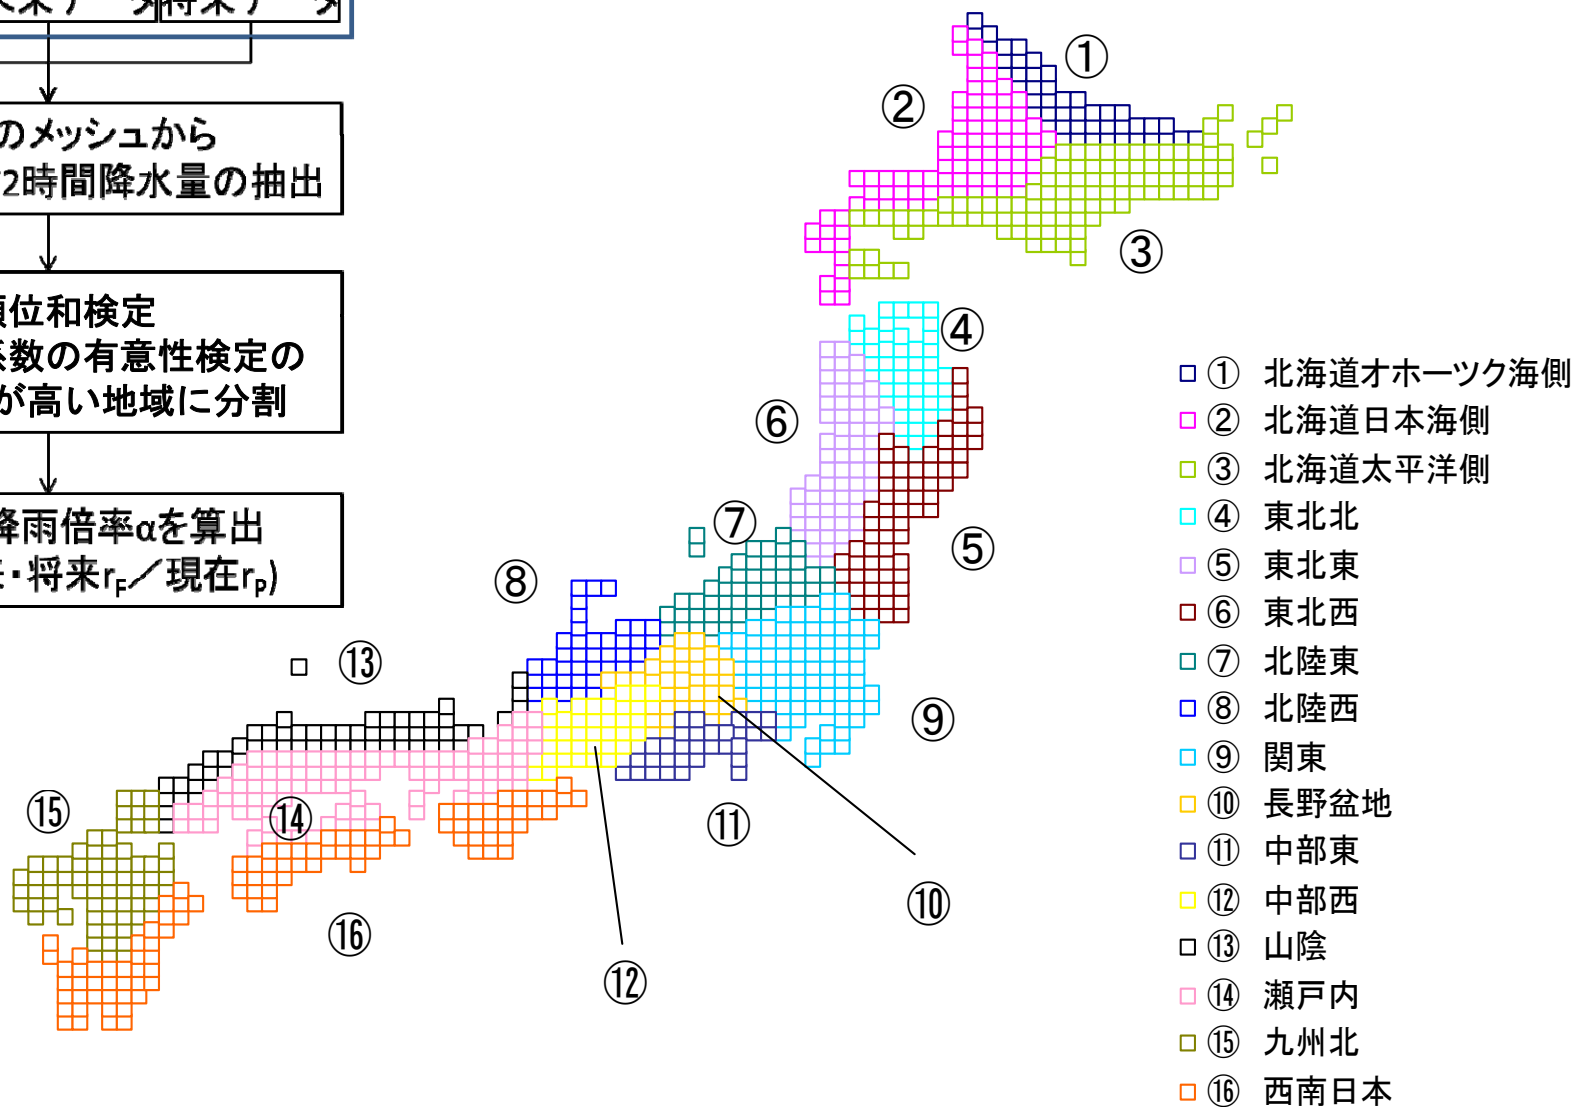 のメッシュから
2時間降水量の抽出
位和検定
数の有意性検定の
が高い地域に分割
降雨倍率αを算出
・将来rF／現在rP)
①
②
③
④
⑥
⑤
⑦
⑧
⑬
⑨
⑮
⑭
⑪
⑩
⑯
⑫
① 北海道オホーツク海側
② 北海道日本海側
③ 北海道太平洋側
④ 東北北
⑤ 東北東
⑥ 東北西
⑦ 北陸東
⑧ 北陸西
⑨ 関東
⑩ 長野盆地
⑪ 中部東
⑫ 中部西
⑬ 山陰
⑭ 瀬戸内
⑮ 九州北
⑯ 西南日本